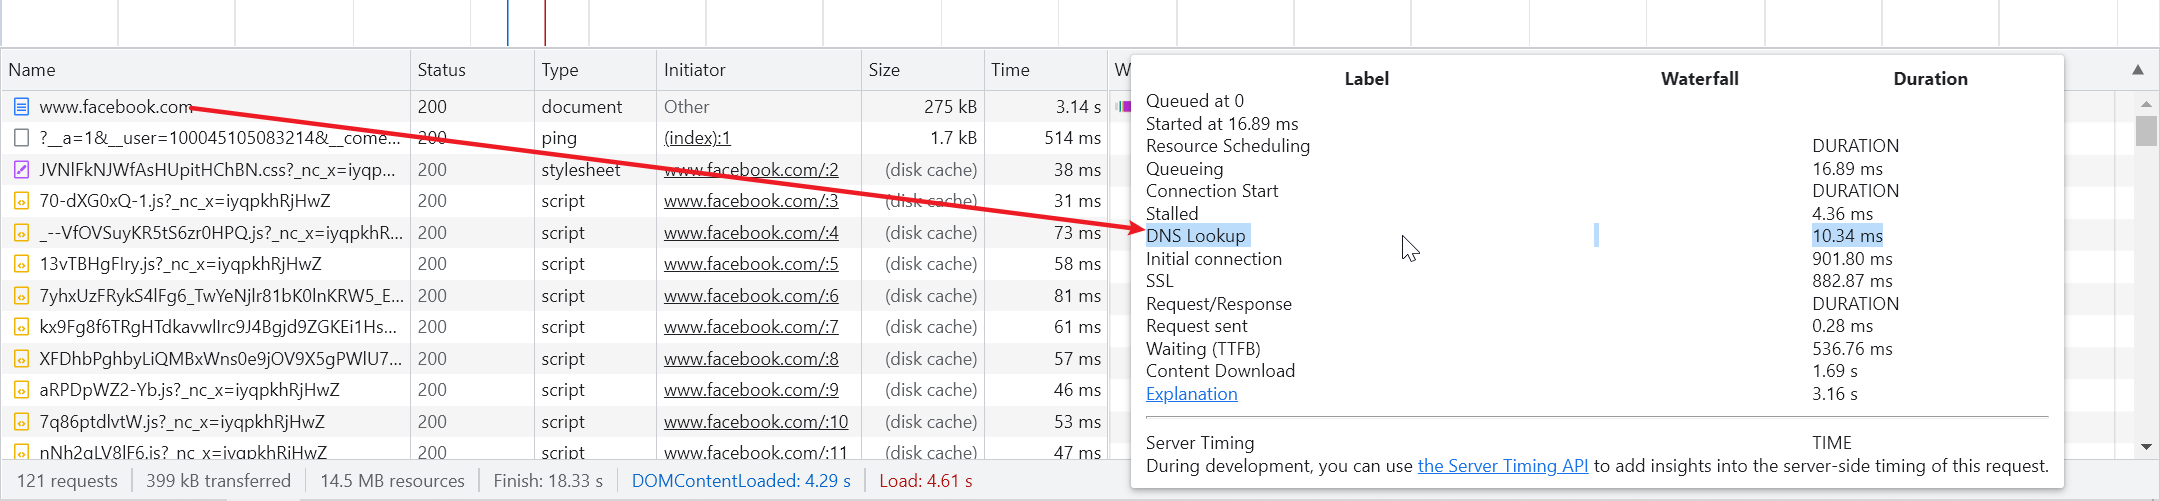 Name Status Type Initiator Size Time W
www.facebook.com 200 document Other 275 kB 3.14 s
?__a=1&__user=100045105083214&__come... 200 ping (index):1 1.7 kB 514 ms
JVNlFkNJWfAsHUpitHChBN.css?_nc_x=iyqp... 200 stylesheet www.facebook.com/:2 (disk cache) 38 ms
70-dXG0xQ-1.js?_nc_x=iyqpkhRjHwZ 200 script www.facebook.com/:3 (disk cache) 31 ms
_--VfOVSuyKR5tS6zr0HPQ.js?_nc_x=iyqpkhR... 200 script www.facebook.com/:4 (disk cache) 73 ms
13vTBHgFIry.js?_nc_x=iyqpkhRjHwZ 200 script www.facebook.com/:5 (disk cache) 58 ms
7yhxUzFRykS4lFg6_TwYeNjlr81bK0lnKRW5_E... 200 script www.facebook.com/:6 (disk cache) 81 ms
kx9Fg8f6TRgHTdkavwlIrc9J4Bgjd9ZGKEi1Hs... 200 script www.facebook.com/:7 (disk cache) 61 ms
XFDhbPghbyLiQMBxWns0e9jOV9X5gPWlU7... 200 script www.facebook.com/:8 (disk cache) 57 ms
aRPDpWZ2-Yb.js?_nc_x=iyqpkhRjHwZ 200 script www.facebook.com/:9 (disk cache) 46 ms
7q86ptdlvtW.js?_nc_x=iyqpkhRjHwZ 200 script www.facebook.com/:10 (disk cache) 53 ms
nNh2gLV8lF6.js?_nc_x=iyqpkhRjHwZ 200 script www.facebook.com/:11 (disk cache) 47 ms
121 requests 399 kB transferred 14.5 MB resources Finish: 18.33 s DOMContentLoaded: 4.29 s Load: 4.61 s
Label Waterfall Duration
Queued at 0
Started at 16.89 ms
Resource Scheduling DURATION
Queueing 16.89 ms
Connection Start DURATION
Stalled 4.36 ms
DNS Lookup 10.34 ms
Initial connection 901.80 ms
SSL 882.87 ms
Request/Response DURATION
Request sent 0.28 ms
Waiting (TTFB) 536.76 ms
Content Download 1.69 s
Explanation 3.16 s
Server Timing TIME
During development, you can use the Server Timing API to add insights into the server-side timing of this request.